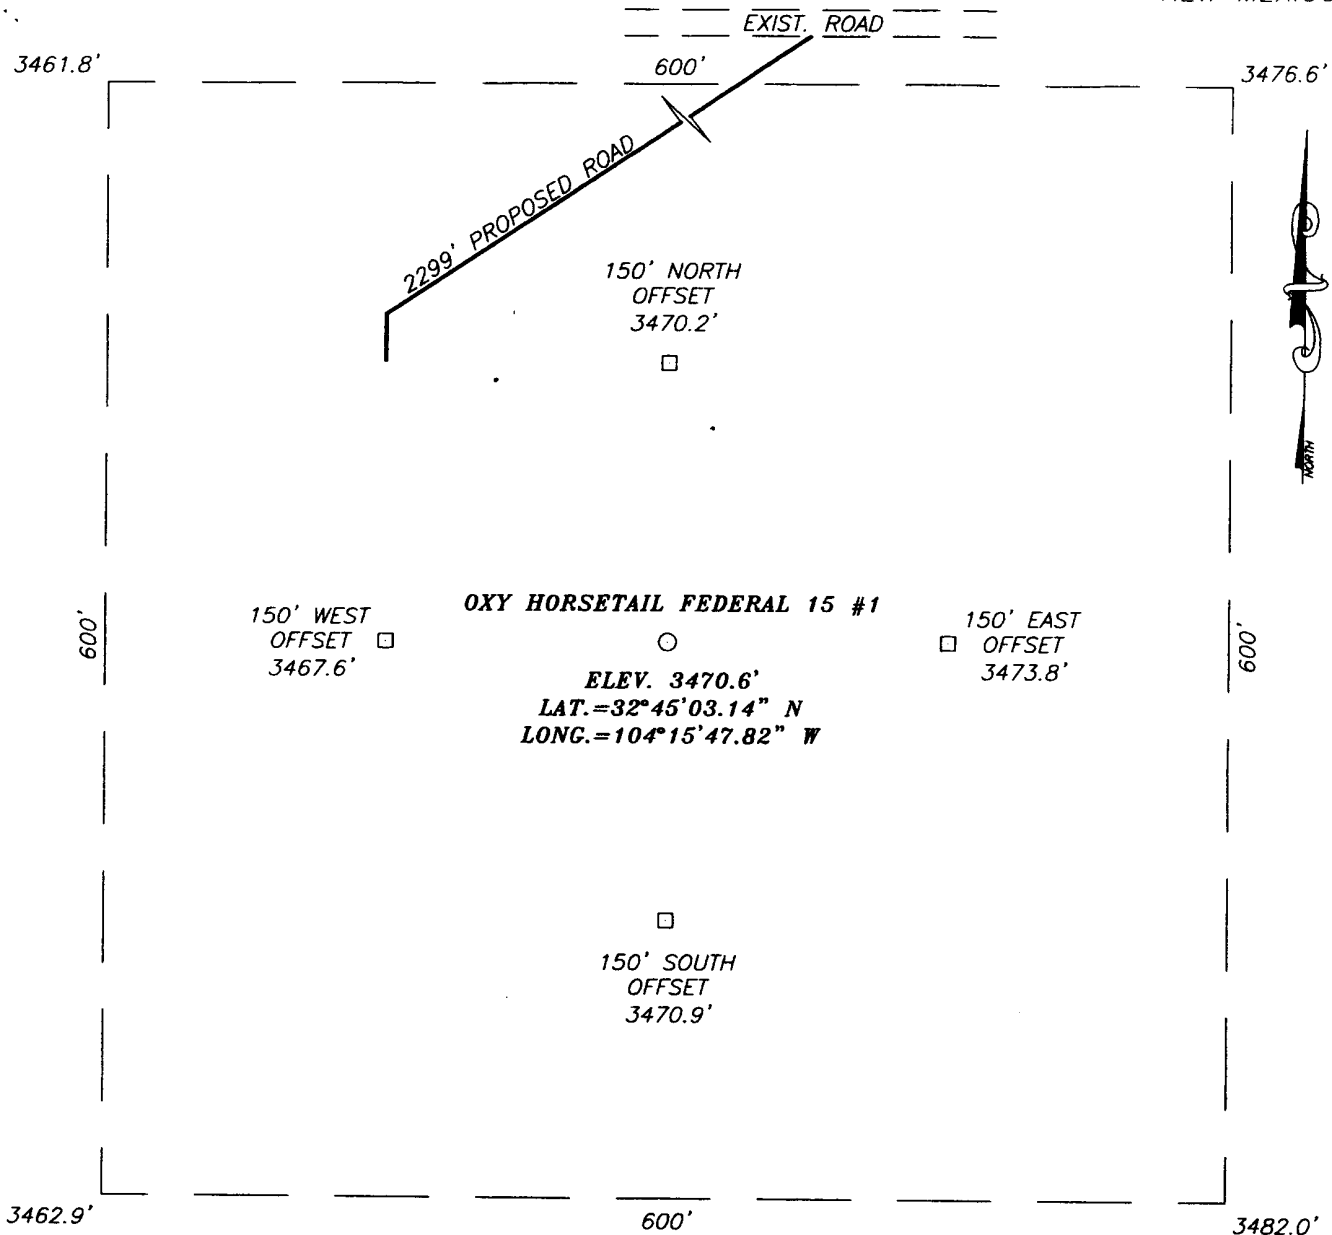 EXIST. ROAD
3461.8'
600'
3476.6'
2299' PROPOSED ROAD
150' NORTH
OFFSET
3470.2'
NORTH
600'
150' WEST
OFFSET
3467.6'
OXY HORSETAIL FEDERAL 15 #1
ELEV. 3470.6'
LAT.=32°45'03.14" N
LONG.=104°15'47.82" W
150' EAST
OFFSET
3473.8'
600'
150' SOUTH
OFFSET
3470.9'
3462.9'
600'
3482.0'